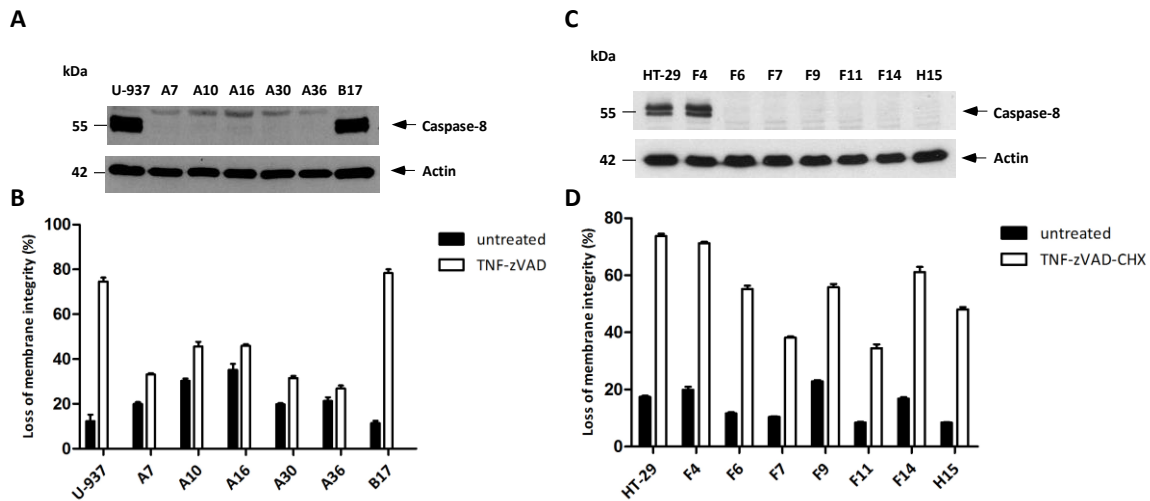 A
kDa
U-937 A7 A10 A16 A30 A36 B17
55
Caspase-8
42
Actin
B
Loss of membrane integrity (%)
100
80
60
40
20
0
U-937 A7 A10 A16 A30 A36 B17
untreated
TNF-zVAD
C
kDa
HT-29 F4 F6 F7 F9 F11 F14 H15
55
Caspase-8
42
Actin
D
Loss of membrane integrity (%)
80
60
40
20
0
HT-29 F4 F6 F7 F9 F11 F14 H15
untreated
TNF-zVAD-CHX